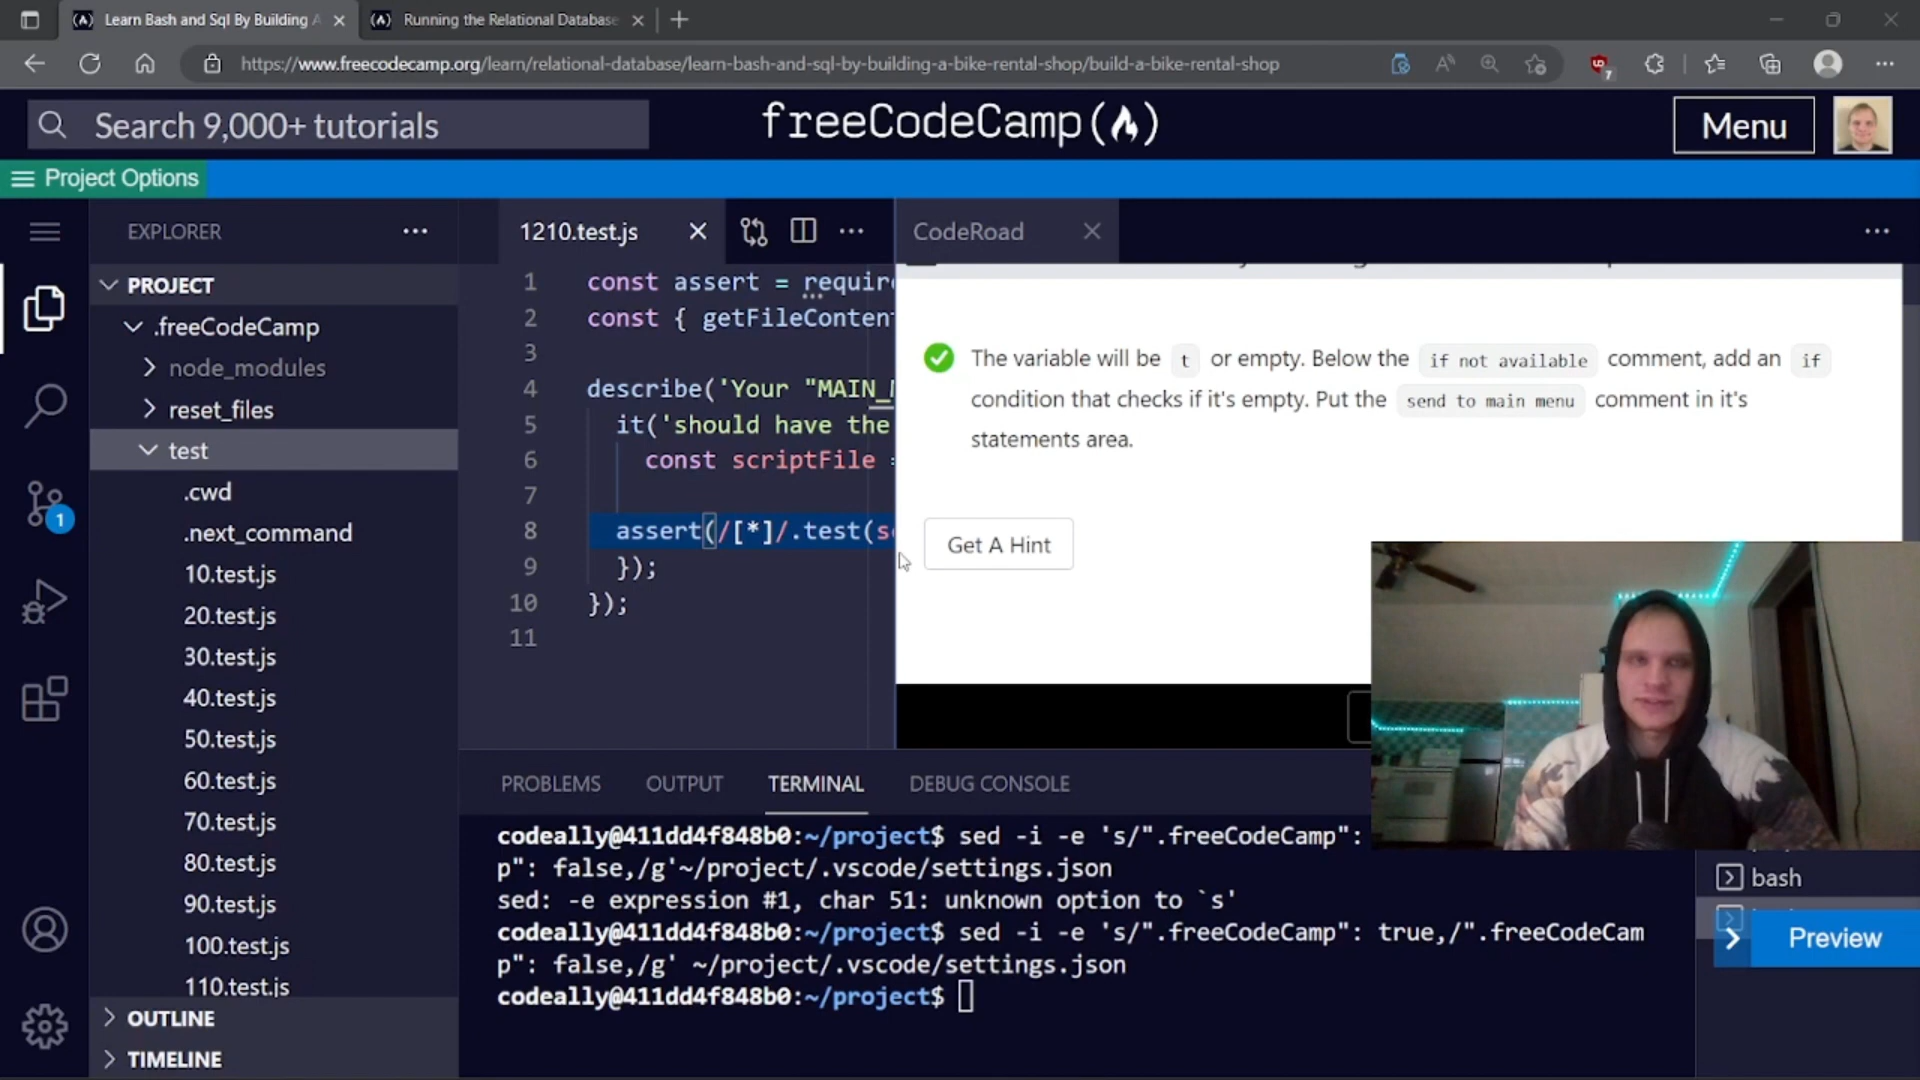 Learn Bash and Sql By Building A
Running the Relational Database
https://www.freecodecamp.org/learn/relational-database/learn-bash-and-sql-by-building-a-bike-rental-shop/build-a-bike-rental-shop
7
Search 9,000+ tutorials
freeCodeCamp(🔥)
Menu
Project Options
EXPLORER
PROJECT
.freeCodeCamp
node_modules
reset_files
test
.cwd
.next_command
10.test.js
20.test.js
30.test.js
40.test.js
50.test.js
60.test.js
70.test.js
80.test.js
90.test.js
100.test.js
110.test.js
OUTLINE
TIMELINE
1
1210.test.js
1 const assert = require
2 const { getFileConten
3
4 describe('Your "MAIN_
5 it('should have the
6 const scriptFile =
7
8 assert(/[*]/.test(s
9 });
10 });
11
CodeRoad
The variable will be t or empty. Below the if not available comment, add an if
condition that checks if it's empty. Put the send to main menu comment in it's
statements area.
Get A Hint
PROBLEMS
OUTPUT
TERMINAL
DEBUG CONSOLE
codeally@411dd4f848b0:~/project$ sed -i -e 's/".freeCodeCamp":
p": false,/g'~/project/.vscode/settings.json
sed: -e expression #1, char 51: unknown option to `s'
codeally@411dd4f848b0:~/project$ sed -i -e 's/".freeCodeCamp": true,/".freeCodeCam
p": false,/g' ~/project/.vscode/settings.json
codeally@411dd4f848b0:~/project$
bash
Preview